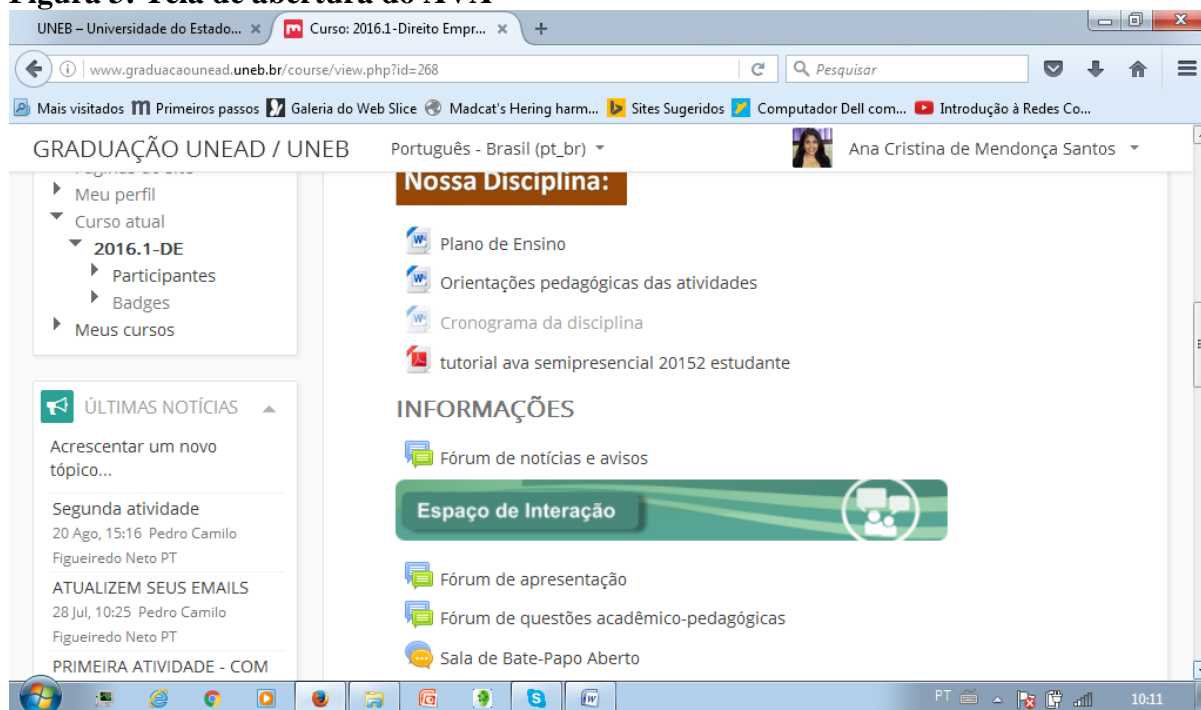 Figura 3: Tela de abertura do AVA
UNEB – Universidade do Estado...
Curso: 2016.1-Direito Empr...
www.graduacaounead.uneb.br/course/view.php?id=268
Pesquisar
Mais visitados
Primeiros passos
Galeria do Web Slice
Madcat's Hering harm...
Sites Sugeridos
Computador Dell com...
Introdução à Redes Co...
GRADUAÇÃO UNEAD / UNEB
Português - Brasil (pt_br)
Ana Cristina de Mendonça Santos
Meu perfil
Curso atual
2016.1-DE
Participantes
Badges
Meus cursos
ÚLTIMAS NOTÍCIAS
Acrescentar um novo
tópico...
Segunda atividade
20 Ago, 15:16 Pedro Camilo
Figueiredo Neto PT
ATUALIZEM SEUS EMAILS
28 Jul, 10:25 Pedro Camilo
Figueiredo Neto PT
PRIMEIRA ATIVIDADE - COM
Nossa Disciplina:
Plano de Ensino
Orientações pedagógicas das atividades
Cronograma da disciplina
tutorial ava semipresencial 20152 estudante
INFORMAÇÕES
Fórum de notícias e avisos
Espaço de Interação
Fórum de apresentação
Fórum de questões acadêmico-pedagógicas
Sala de Bate-Papo Aberto
PT
10:11